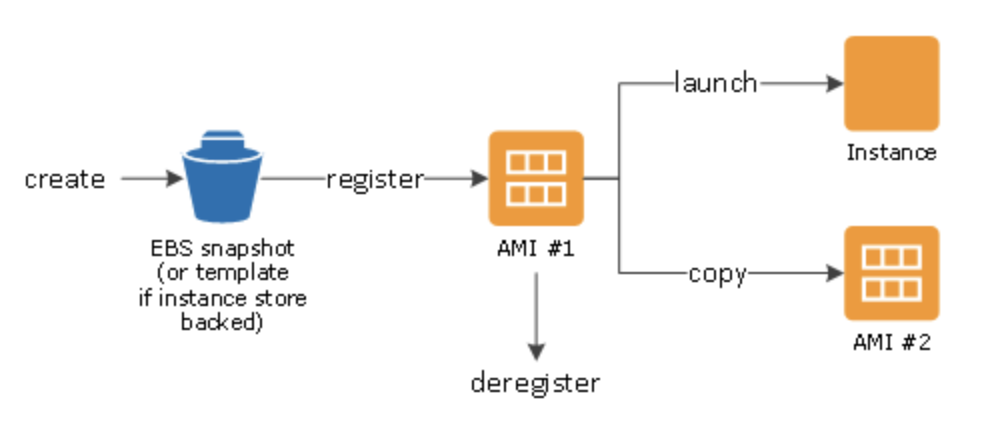 launch
Instance
create
register
EBS snapshot
(or template
if instance store
backed)
AMI #1
copy
AMI #2
deregister